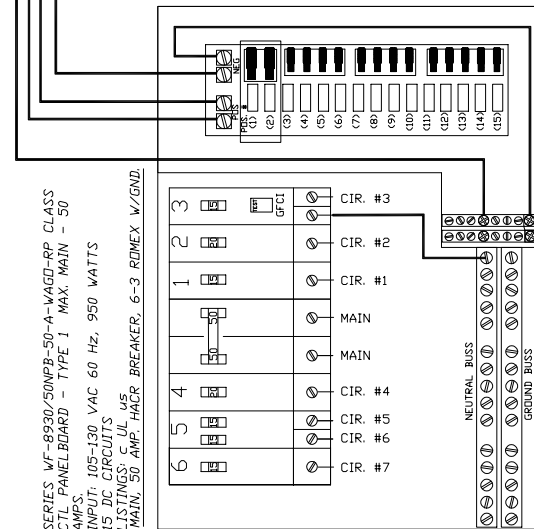 SERIES WF-8930/50NPB-50-A-WAGO-RP CLASS
CTL PANELBOARD - TYPE 1 MAX. MAIN - 50
AMPS.
INPUT: 105-130 VAC 60 Hz, 950 WATTS
15 DC CIRCUITS
LISTINGS: c UL us
MAIN, 50 AMP. HACR BREAKER, 6-3 ROMEX W/GND.
NEG
POS
POS. #
(1) (2) (3) (4) (5) (6) (7) (8) (9) (10) (11) (12) (13) (14) (15)
3 15 TEST GFCI CIR. #3
2 20 CIR. #2
1 15 CIR. #1
50 MAIN
50 MAIN
4 20 CIR. #4
5 15 CIR. #5
15 CIR. #6
6 15 CIR. #7
NEUTRAL BUSS
GROUND BUSS